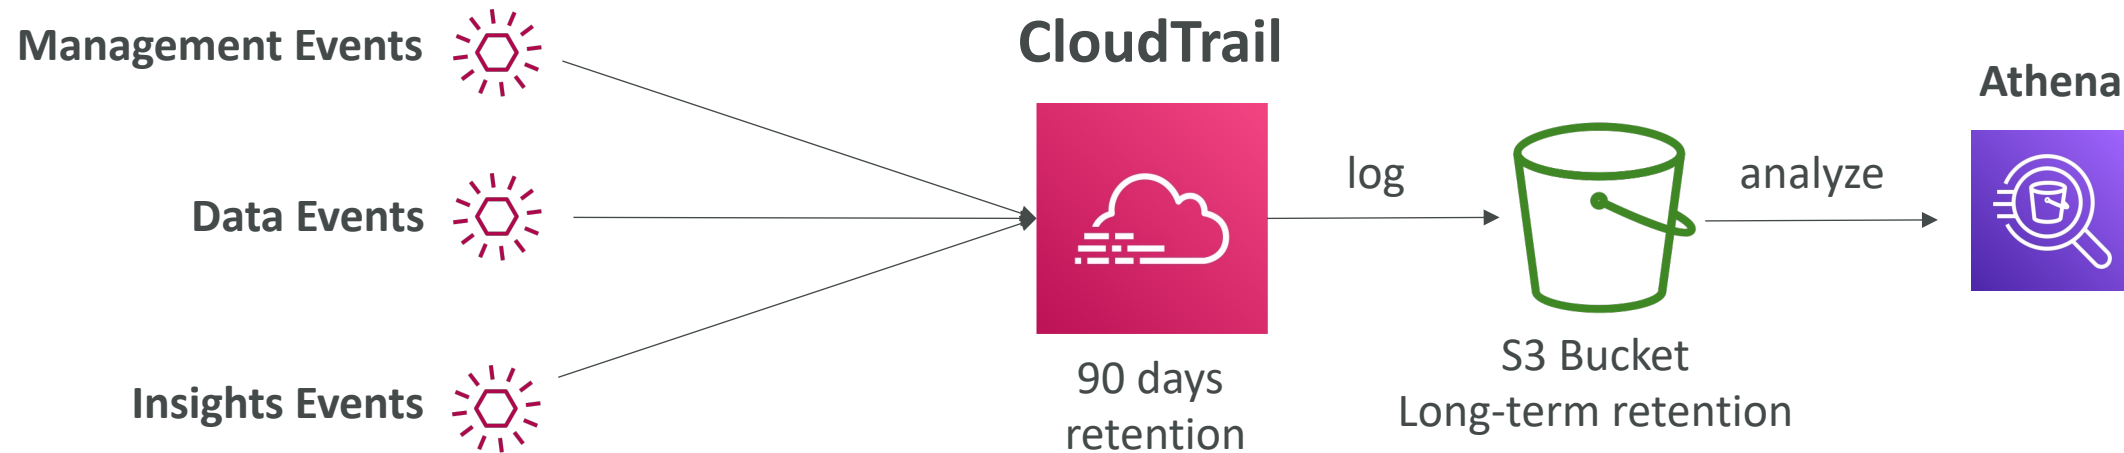 Management Events
Data Events
Insights Events
CloudTrail
90 days
retention
log
S3 Bucket
Long-term retention
analyze
Athena